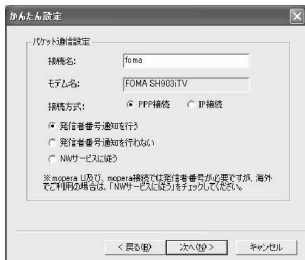 かんたん設定
パケット通信設定
接続名:
foma
モデム名:
FOMA SH903iTV
接続方式:
PPP接続
IP接続
発信者番号通知を行う
発信者番号通知を行わない
NWサービスに従う
※mopera U及び、mopera接続では発信者番号が必要ですが、海外
でご利用の場合は、「NWサービスに従う」をチェックしてください。
< 戻る(B)
次へ(N) >
キャンセル